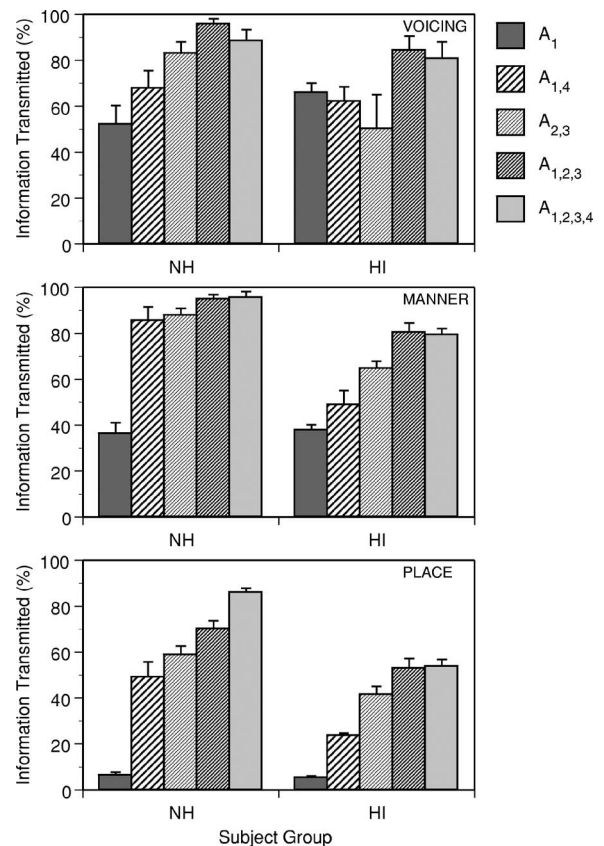 100
80
60
40
20
0
Information Transmitted (%)
VOICING
NH HI
A1
A1,4
A2,3
A1,2,3
A1,2,3,4
100
80
60
40
20
0
Information Transmitted (%)
MANNER
NH HI
100
80
60
40
20
0
Information Transmitted (%)
PLACE
NH HI
Subject Group